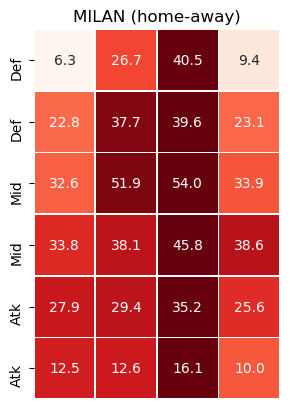 MILAN (home-away)
Def 6.3 26.7 40.5 9.4
Def 22.8 37.7 39.6 23.1
Mid 32.6 51.9 54.0 33.9
Mid 33.8 38.1 45.8 38.6
Atk 27.9 29.4 35.2 25.6
Atk 12.5 12.6 16.1 10.0